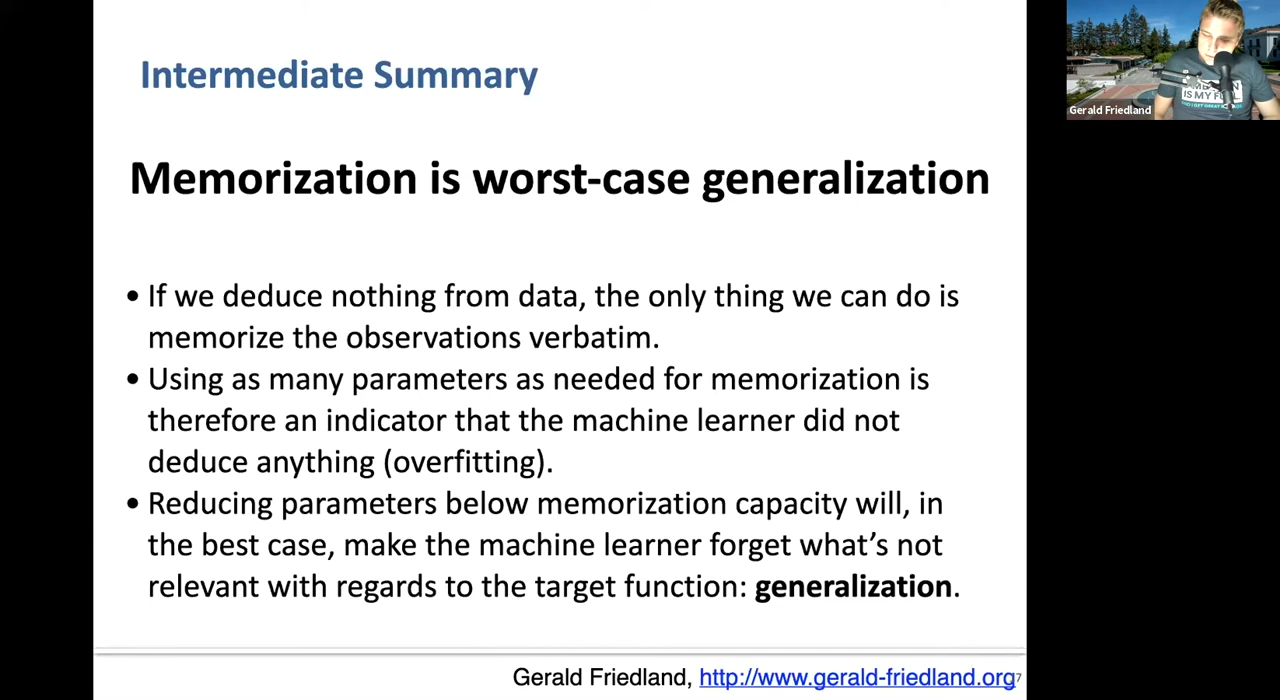 Intermediate Summary
Memorization is worst-case generalization
• If we deduce nothing from data, the only thing we can do is
memorize the observations verbatim.
• Using as many parameters as needed for memorization is
therefore an indicator that the machine learner did not
deduce anything (overfitting).
• Reducing parameters below memorization capacity will, in
the best case, make the machine learner forget what's not
relevant with regards to the target function: generalization.
Gerald Friedland, http://www.gerald-friedland.org
Gerald Friedland
IS MY